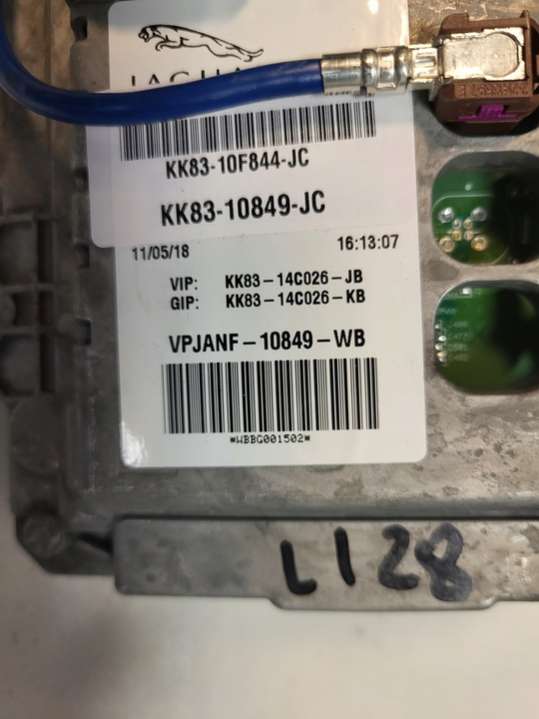 KK83-10F844-JC
KK83-10849-JC
11/05/18 16:13:07
VIP: KK83-14C026-JB
GIP: KK83-14C026-KB
VPJANF-10849-WB
*WBBG001502*
L128